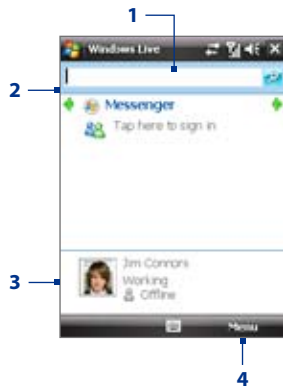 1
Windows Live
2
Messenger
Tap here to sign in
3
Jim Connors
Working
Offline
Menu
4